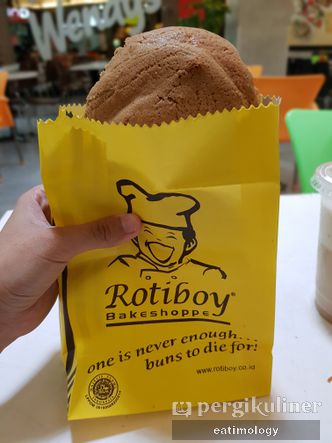 Wendy's
Rotiboy®
Bakeshoppe
one is never enough...
buns to die for!
www.rotiboy.co.id
pergikuliner
eatimology